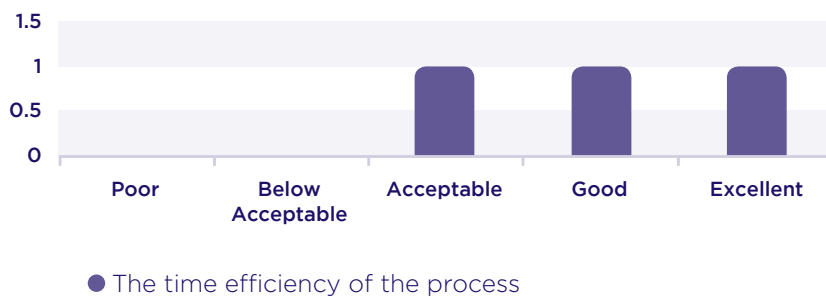 1.5
1
0.5
0
Poor
Below
Acceptable
Acceptable
Good
Excellent
The time efficiency of the process